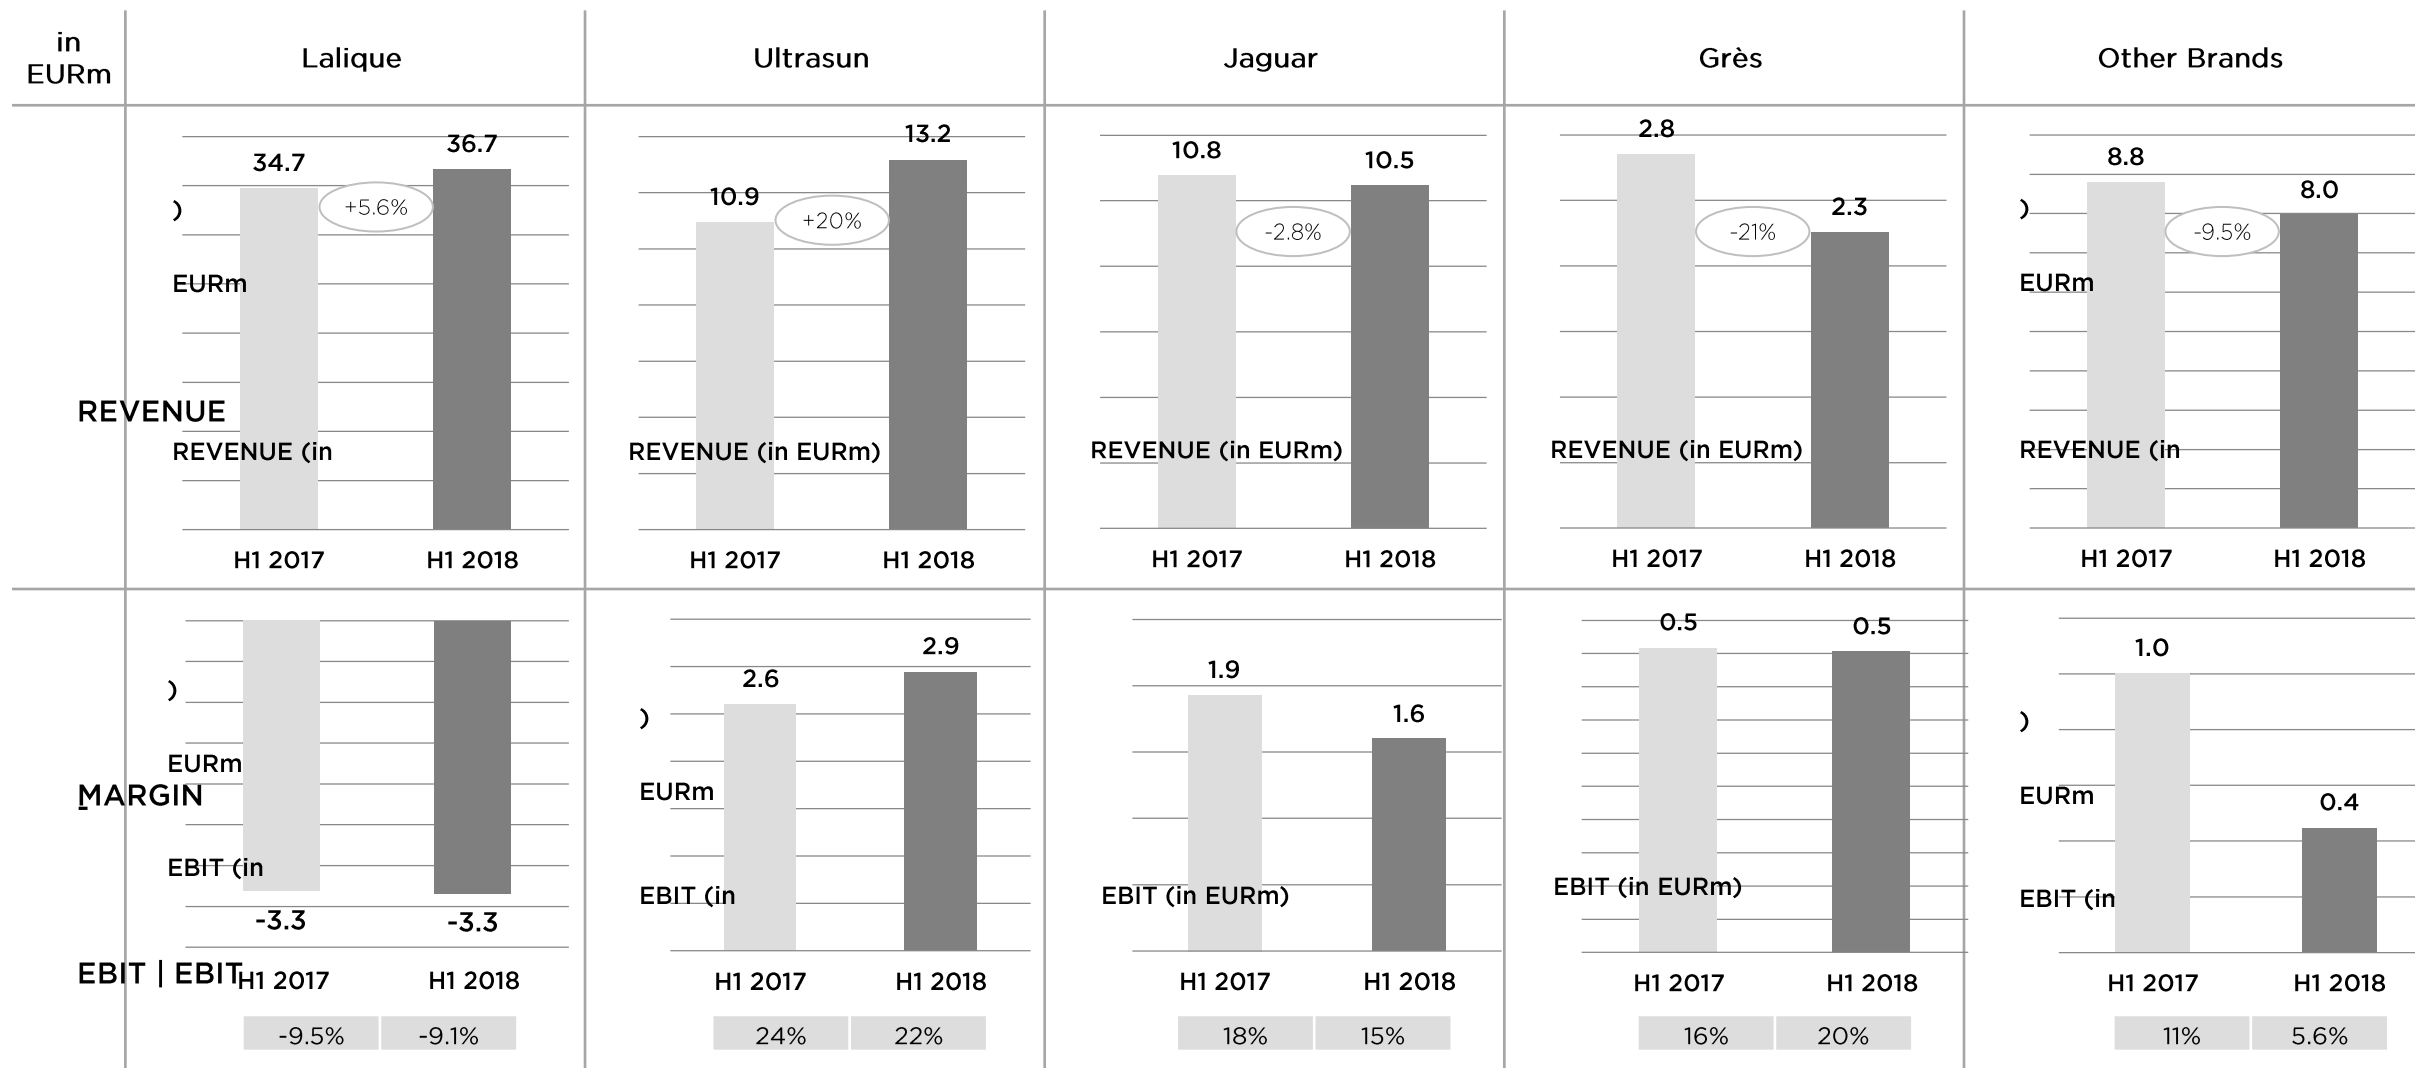 in
EURm
Lalique
Ultrasun
Jaguar
Grès
Other Brands
REVENUE
REVENUE (in
EURm
)
34.7
36.7
+5.6%
H1 2017
H1 2018
REVENUE (in EURm)
10.9
13.2
+20%
H1 2017
H1 2018
REVENUE (in EURm)
10.8
10.5
-2.8%
H1 2017
H1 2018
REVENUE (in EURm)
2.8
2.3
-21%
H1 2017
H1 2018
REVENUE (in
EURm
)
8.8
8.0
-9.5%
H1 2017
H1 2018
EBIT | EBIT
MARGIN
EBIT (in
EURm
)
-3.3
-3.3
H1 2017
H1 2018
-9.5%
-9.1%
EBIT (in
EURm
)
2.6
2.9
H1 2017
H1 2018
24%
22%
EBIT (in EURm)
1.9
1.6
H1 2017
H1 2018
18%
15%
EBIT (in EURm)
0.5
0.5
H1 2017
H1 2018
16%
20%
EBIT (in
EURm
)
1.0
0.4
H1 2017
H1 2018
11%
5.6%